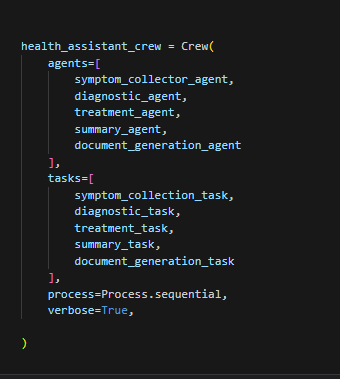 health_assistant_crew = Crew(
    agents=[
        symptom_collector_agent,
        diagnostic_agent,
        treatment_agent,
        summary_agent,
        document_generation_agent
    ],
    tasks=[
        symptom_collection_task,
        diagnostic_task,
        treatment_task,
        summary_task,
        document_generation_task
    ],
    process=Process.sequential,
    verbose=True,
)